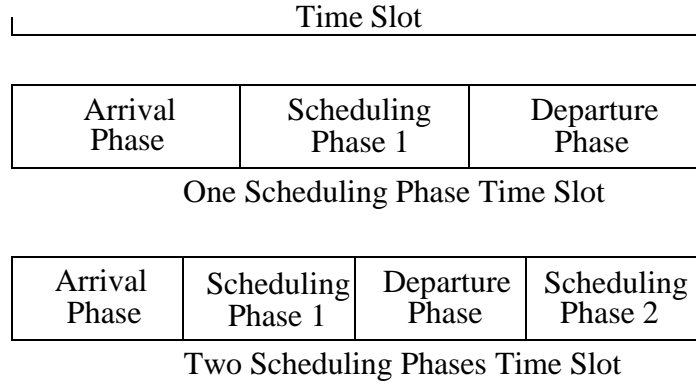 Time Slot
Arrival Scheduling Departure
Phase Phase 1 Phase
One Scheduling Phase Time Slot
Arrival Scheduling Departure Scheduling
Phase Phase 1 Phase Phase 2
Two Scheduling Phases Time Slot